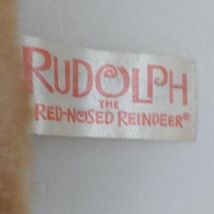 RUDOLPH
THE
RED-NOSED REINDEER®